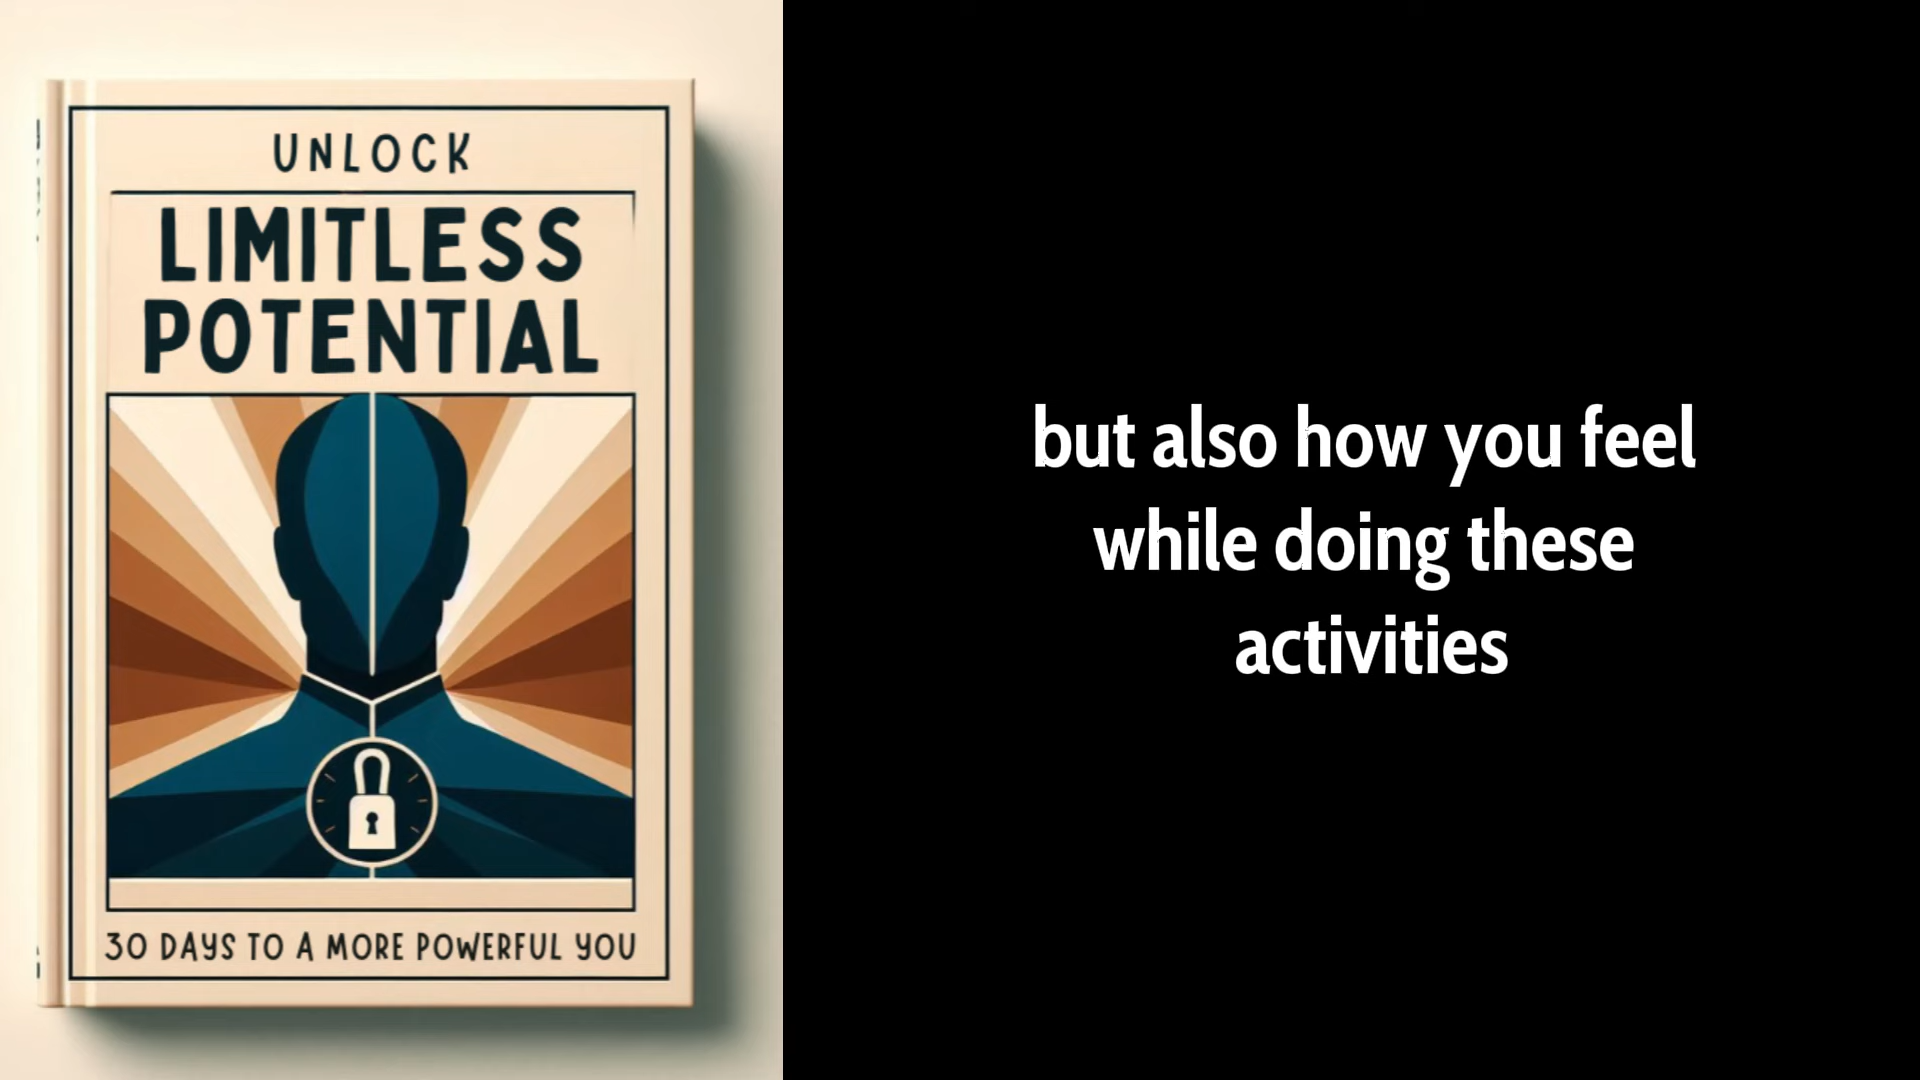 UNLOCK
LIMITLESS
POTENTIAL
30 DAYS TO A MORE POWERFUL YOU
but also how you feel
while doing these
activities